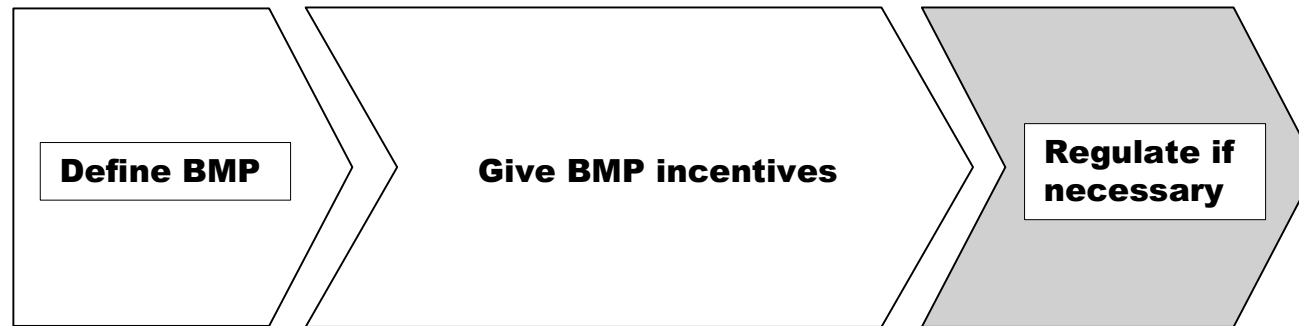 Define BMP
Give BMP incentives
Regulate if
necessary